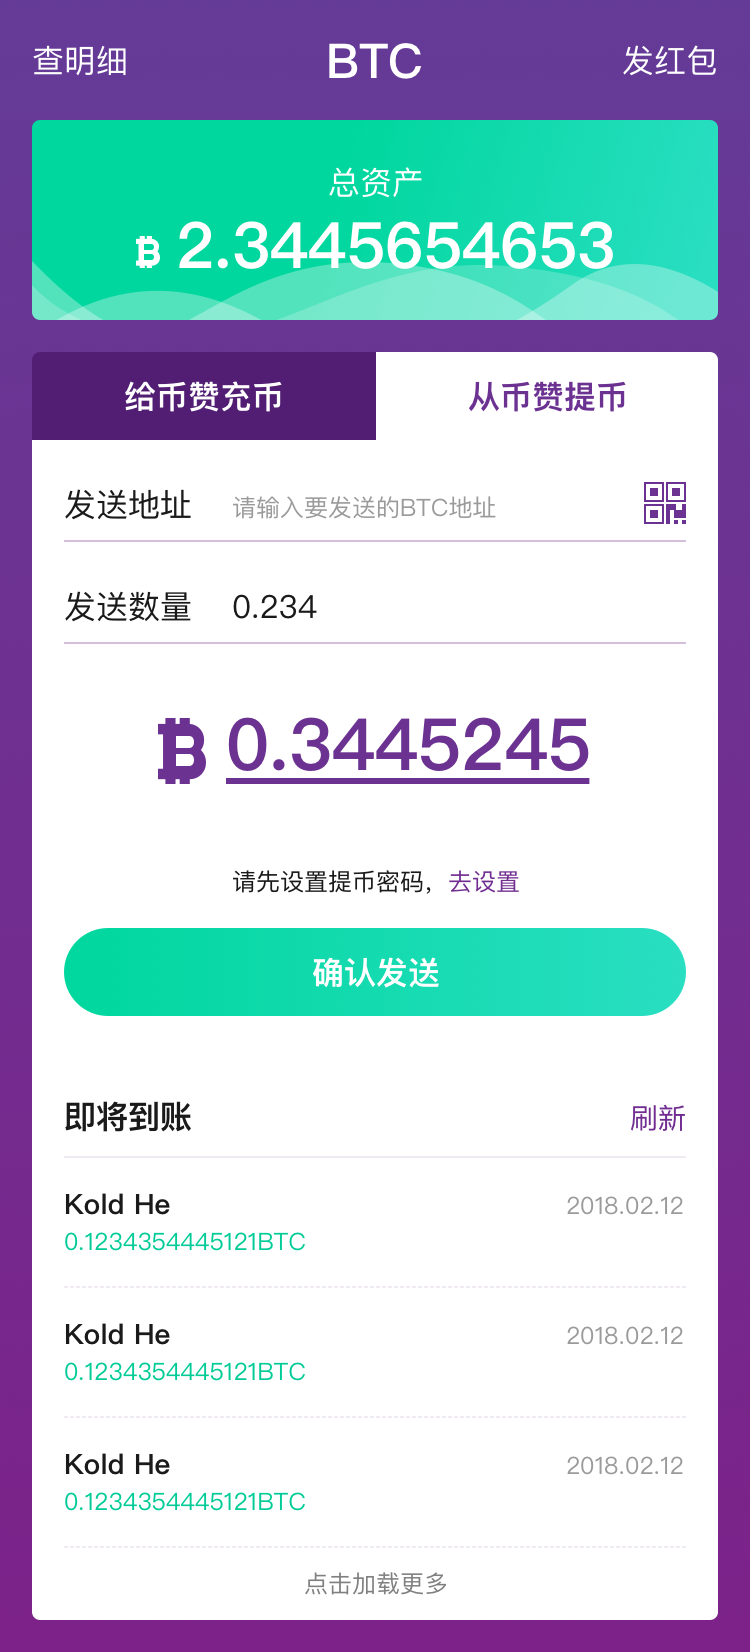 查明细 BTC 发红包
总资产
฿ 2.3445654653
给币赞充币 从币赞提币
发送地址 请输入要发送的BTC地址
发送数量 0.234
฿ 0.3445245
请先设置提币密码，去设置
确认发送
即将到账 刷新
Kold He 2018.02.12
0.1234354445121BTC
Kold He 2018.02.12
0.1234354445121BTC
Kold He 2018.02.12
0.1234354445121BTC
点击加载更多